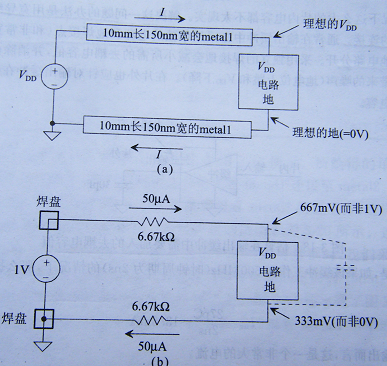 I
理想的VDD
10mm长150nm宽的metal1
VDD
VDD
电路
地
10mm长150nm宽的metal1
理想的地(=0V)
I
(a)
焊盘
50μA
667mV(而非1V)
6.67kΩ
1V
VDD
电路
地
焊盘
6.67kΩ
333mV(而非0V)
50μA
(b)